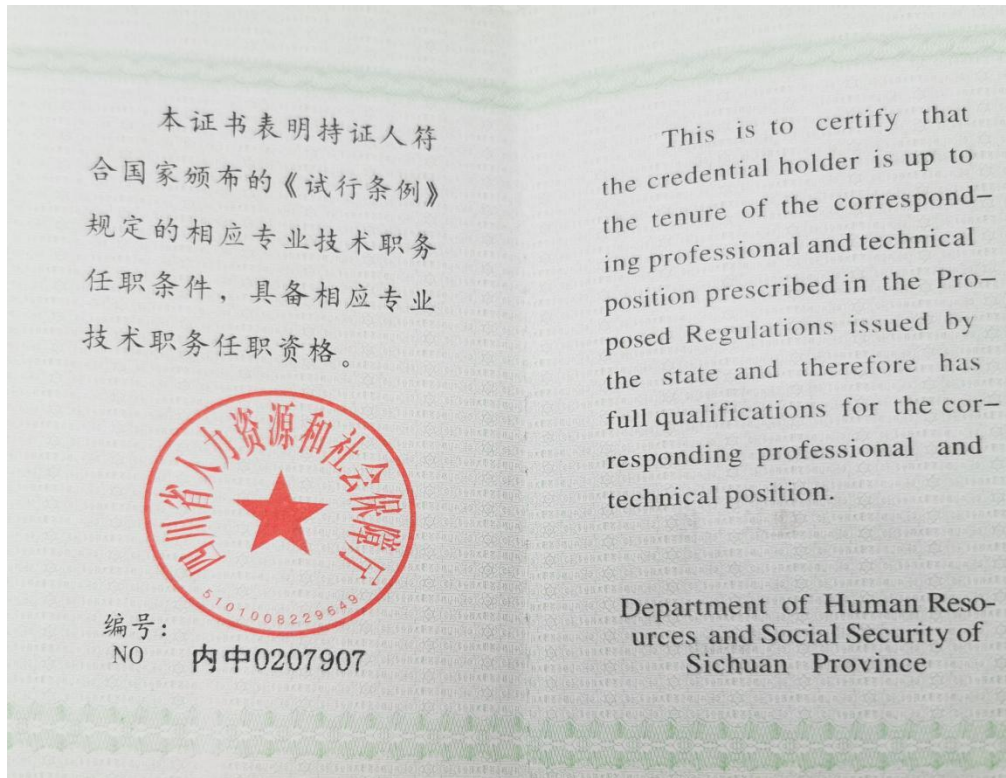 本证书表明持证人符
合国家颁布的《试行条例》
规定的相应专业技术职务
任职条件，具备相应专业
技术职务任职资格。
四川省人力资源和社会保障厅
5101008229649
编号：
NO 内中0207907
This is to certify that
the credential holder is up to
the tenure of the correspond–
ing professional and technical
position prescribed in the Pro–
posed Regulations issued by
the state and therefore has
full qualifications for the cor–
responding professional and
technical position.
Department of Human Reso-
urces and Social Security of
Sichuan Province